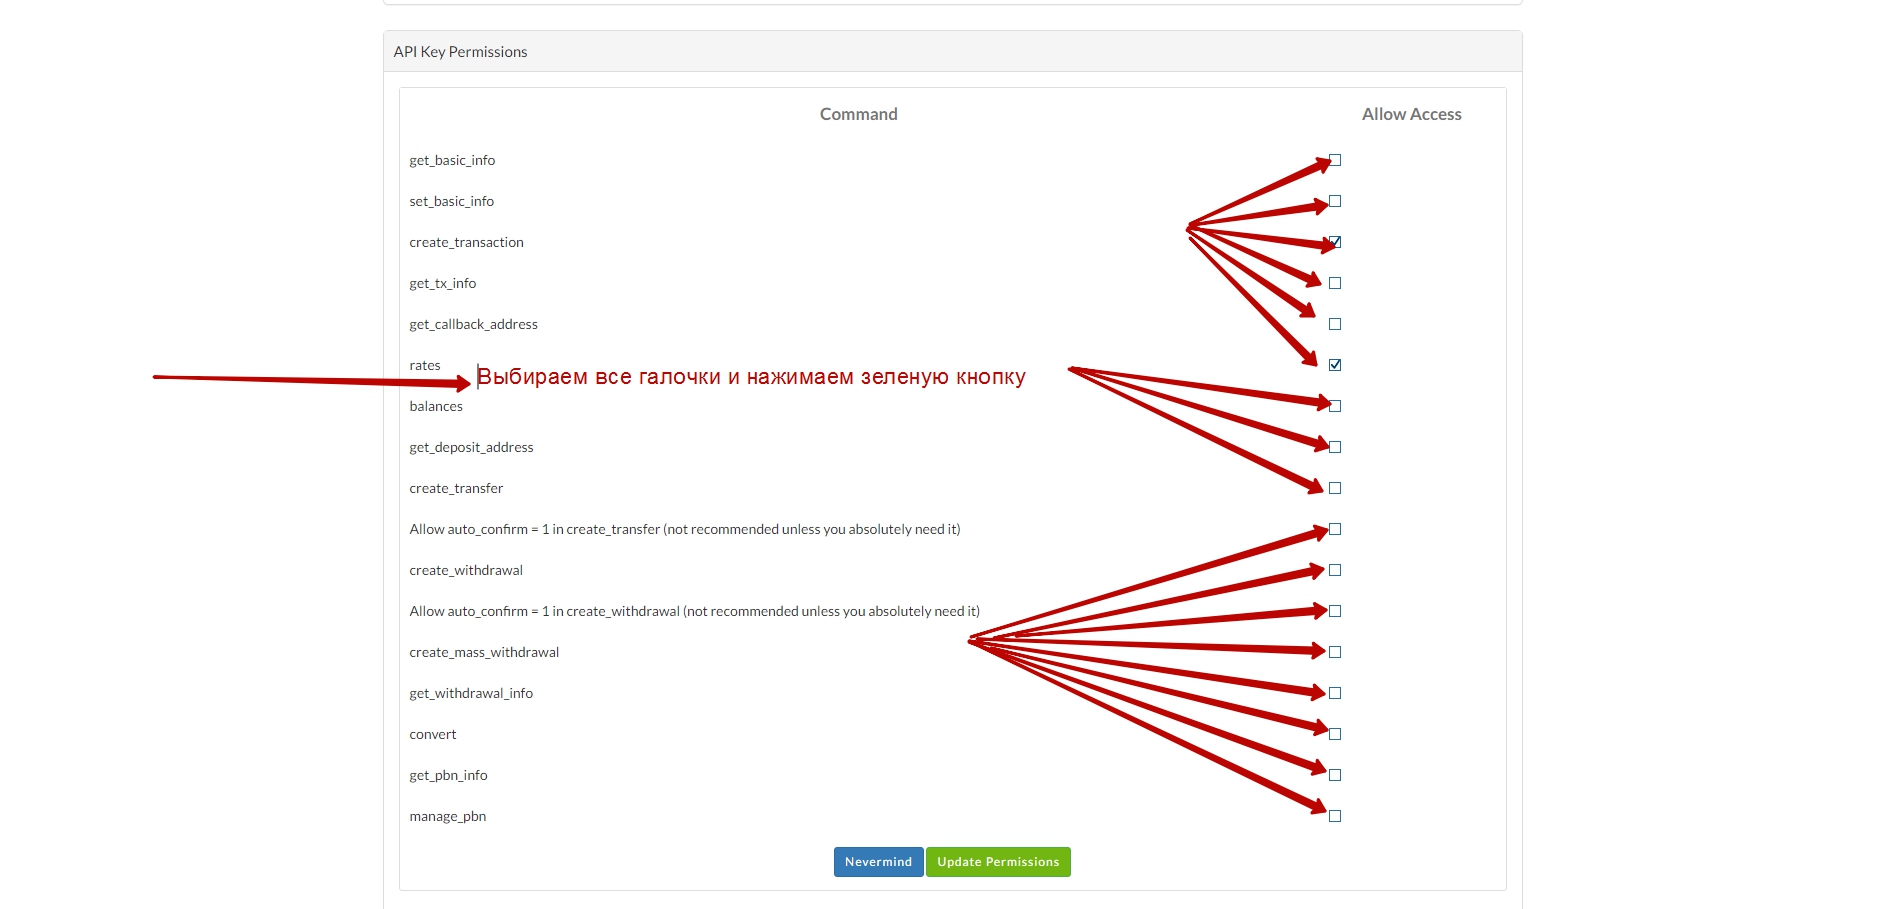 API Key Permissions
Command Allow Access
get_basic_info
set_basic_info
create_transaction
get_tx_info
get_callback_address
rates
Выбираем все галочки и нажимаем зеленую кнопку
balances
get_deposit_address
create_transfer
Allow auto_confirm = 1 in create_transfer (not recommended unless you absolutely need it)
create_withdrawal
Allow auto_confirm = 1 in create_withdrawal (not recommended unless you absolutely need it)
create_mass_withdrawal
get_withdrawal_info
convert
get_pbn_info
manage_pbn
Nevermind Update Permissions